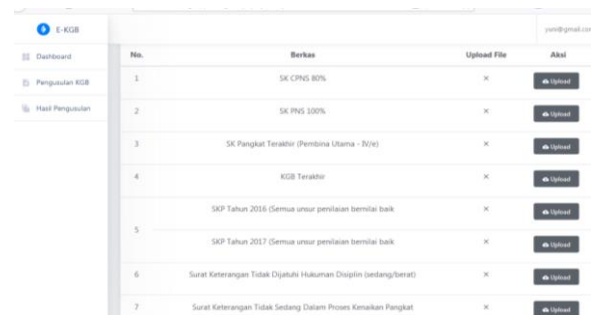 E-KGB
yeni@gmail.com
Dashboard
Pengusulan KGB
Hasil Pengusulan
No. Berkas Upload File Aksi
1 SK CPNS 80% × Upload
2 SK PNS 100% × Upload
3 SK Pangkat Terakhir (Pembina Utama - IV/e) × Upload
4 KGB Terakhir × Upload
5 SKP Tahun 2016 (Semua unsur penilaian bernilai baik × Upload
SKP Tahun 2017 (Semua unsur penilaian bernilai baik × Upload
6 Surat Keterangan Tidak Dijatuhi Hukuman Disiplin (sedang/berat) × Upload
7 Surat Keterangan Tidak Sedang Dalam Proses Kenaikan Pangkat × Upload